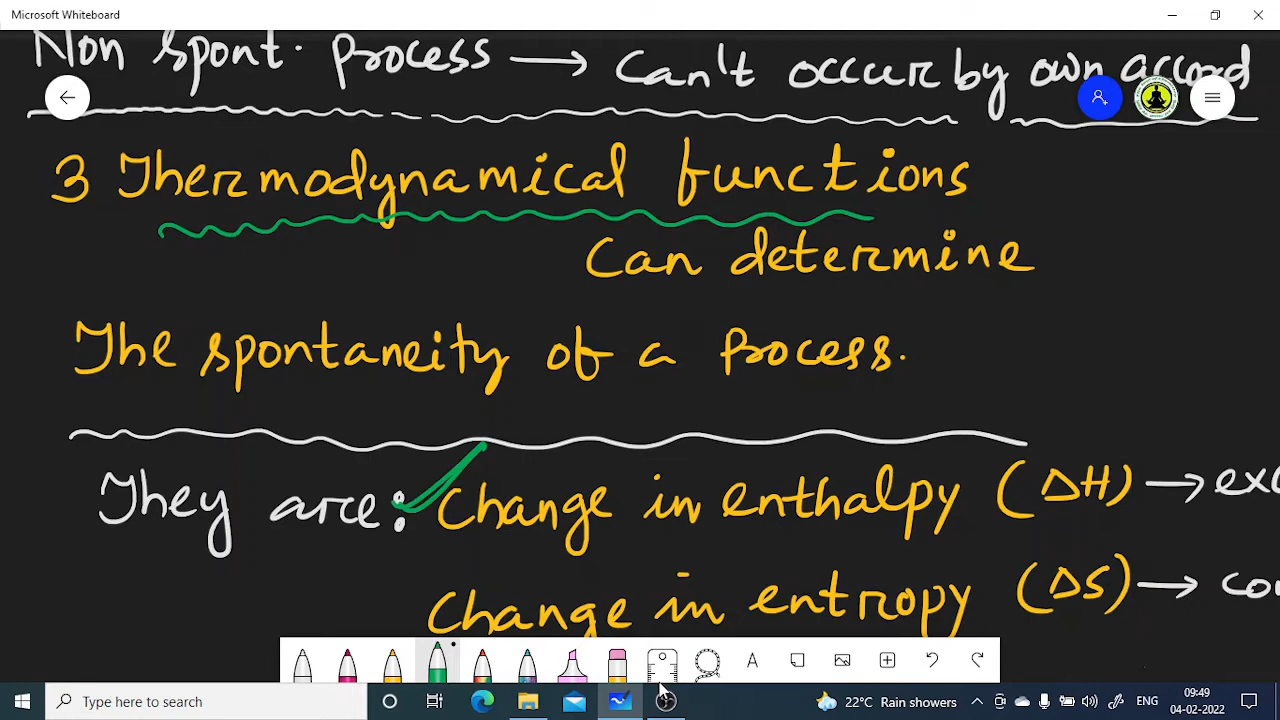 Microsoft Whiteboard
Non spont. process → Can't occur by own accord
3 Thermodynamical functions
Can determine
The spontaneity of a process.
They are: Change in enthalpy (ΔH) → exo
Change in entropy (ΔS) →
Type here to search
22°C Rain showers
ENG
09:49
04-02-2022